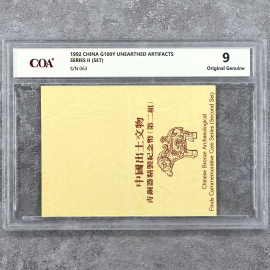 COA
1992 CHINA G100Y UNEARTHED ARTIFACTS
SERIES II (SET)
S/N 063
9
Original Genuine
中國出土文物
青銅器精製紀念幣(第二組)
Chinese Bronze Archaeological
Finds Commemorative Coin Series (Second Set)